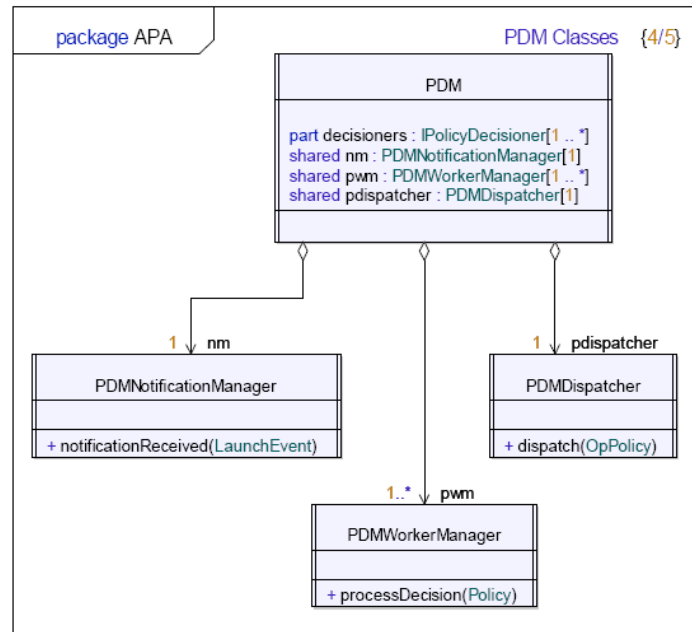 package APA
PDM Classes {4/5}
PDM
part decisioners : IPolicyDecisioner[1 .. *]
shared nm : PDMNotificationManager[1]
shared pwm : PDMWorkerManager[1 .. *]
shared pdispatcher : PDMDispatcher[1]
1 nm
1 pdispatcher
PDMNotificationManager
PDMDispatcher
+ notificationReceived(LaunchEvent)
+ dispatch(OpPolicy)
1..* pwm
PDMWorkerManager
+ processDecision(Policy)